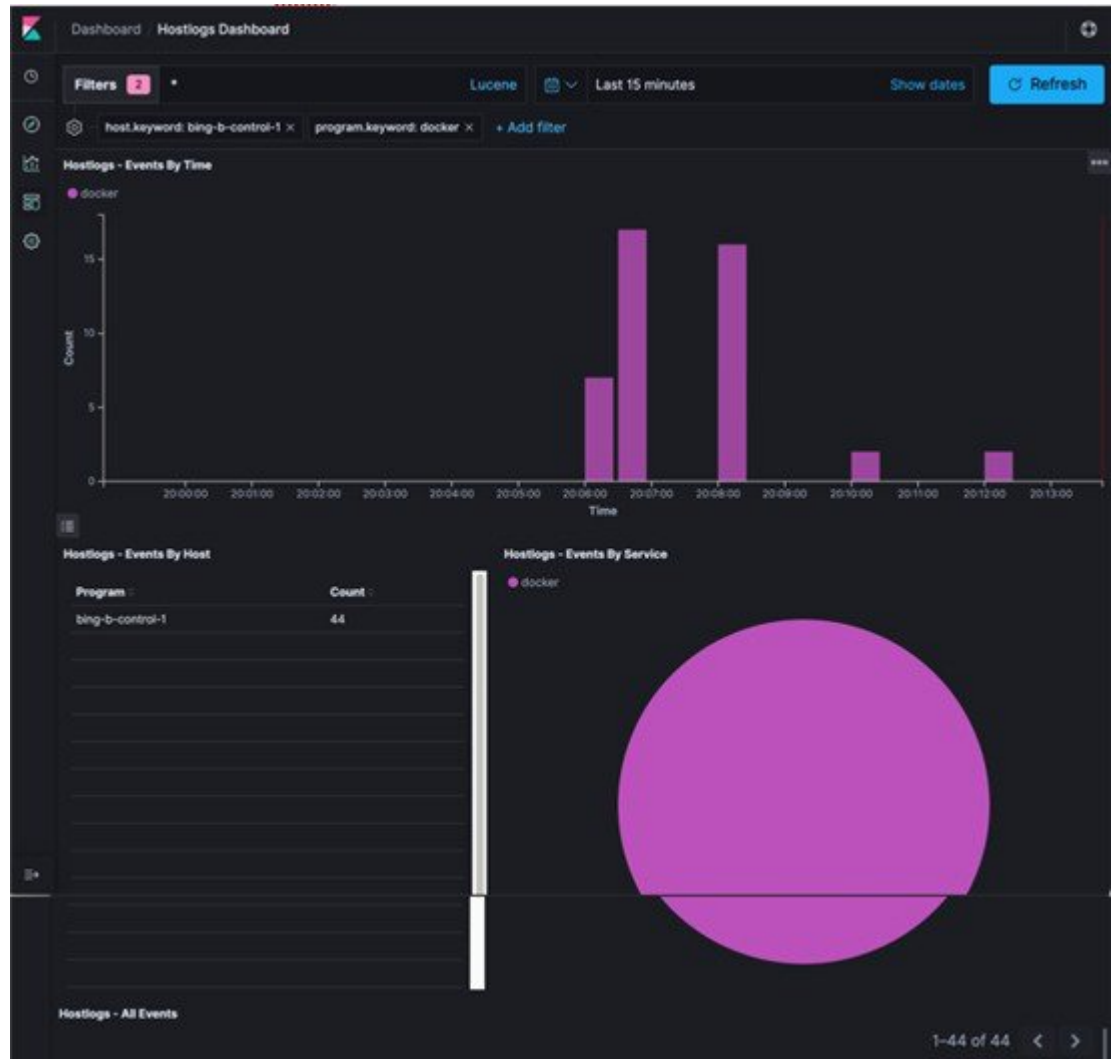 Dashboard / Hostlogs Dashboard
Filters 2 * Lucene Last 15 minutes Show dates Refresh
host.keyword: bing-b-control-1 × program.keyword: docker × + Add filter
Hostlogs - Events By Time
docker
15
10
5
0
Count
20:00:00 20:01:00 20:02:00 20:03:00 20:04:00 20:05:00 20:06:00 20:07:00 20:08:00 20:09:00 20:10:00 20:11:00 20:12:00 20:13:00
Time
Hostlogs - Events By Host
Program Count
bing-b-control-1 44
Hostlogs - Events By Service
docker
Hostlogs - All Events
1–44 of 44